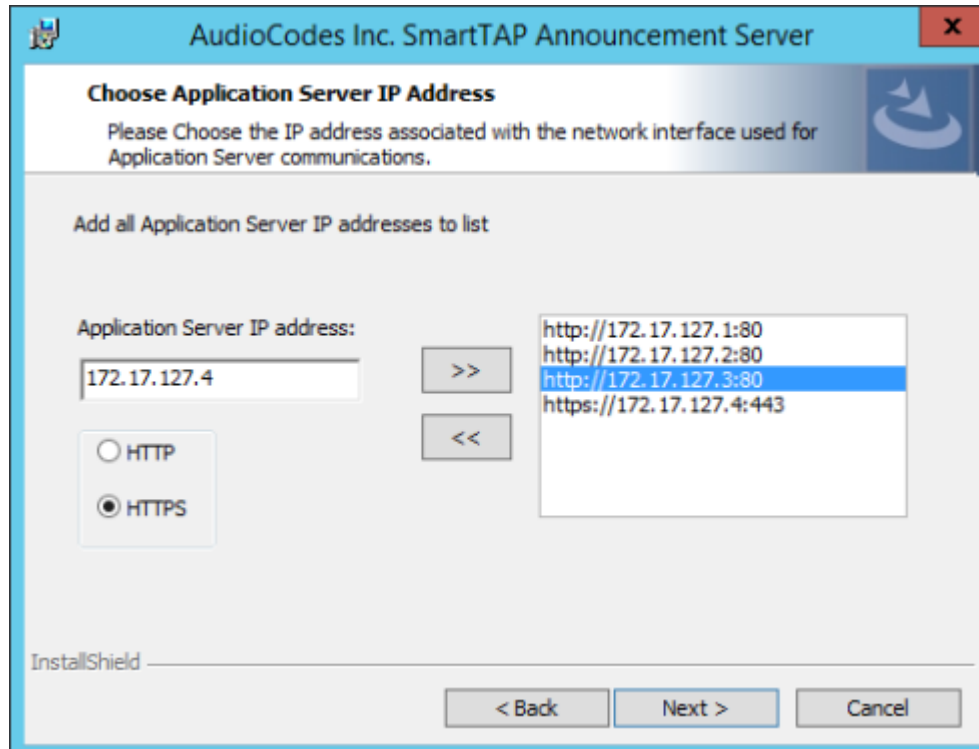 AudioCodes Inc. SmartTAP Announcement Server
x
Choose Application Server IP Address
Please Choose the IP address associated with the network interface used for
Application Server communications.
Add all Application Server IP addresses to list
Application Server IP address:
172.17.127.4
>>
<<
HTTP
HTTPS
http://172.17.127.1:80
http://172.17.127.2:80
http://172.17.127.3:80
https://172.17.127.4:443
InstallShield
< Back
Next >
Cancel